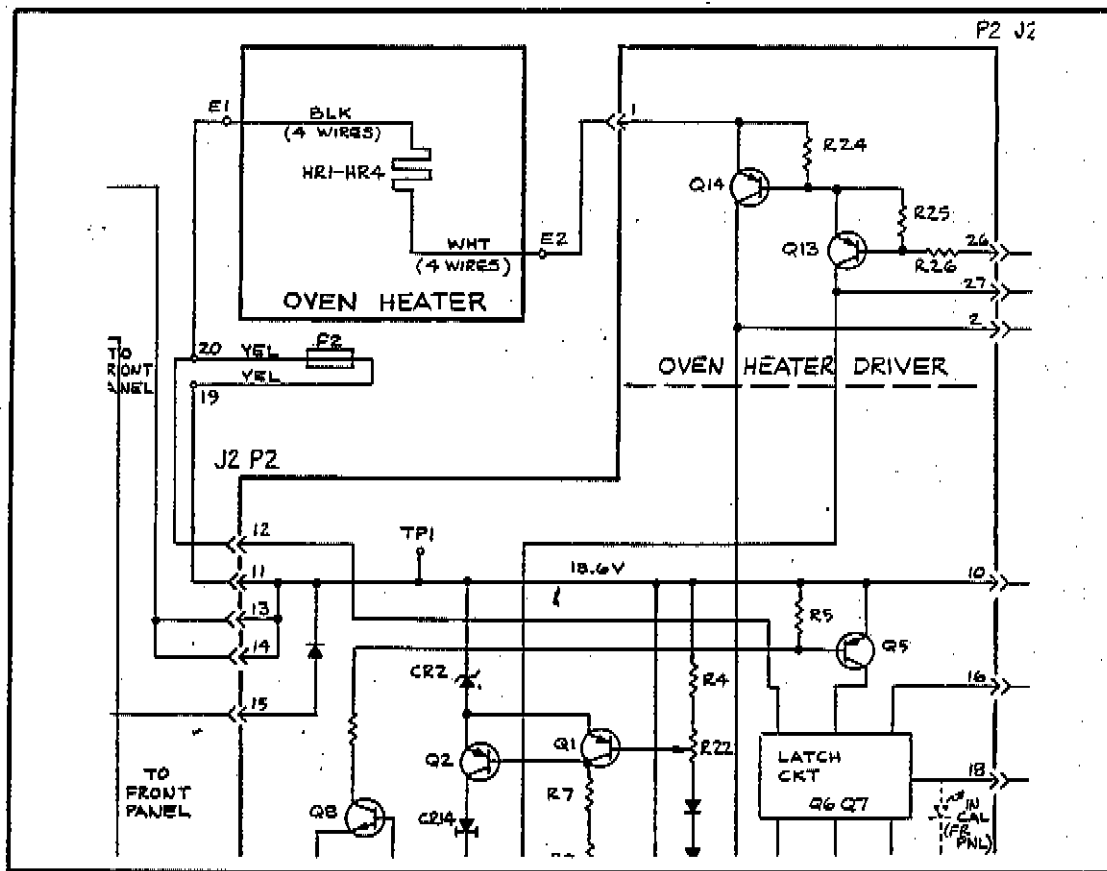 P2 J2
E1
BLK
(4 WIRES)
HR1-HR4
WHT
(4 WIRES)
E2
OVEN HEATER
1
R24
Q14
R25
Q13
R26
26
27
2
OVEN HEATER DRIVER
20
YEL
F2
YEL
19
TO
RONT
ANEL
J2 P2
12
TP1
11
18.6V
10
13
14
15
R5
Q5
CR2
R4
16
Q2
Q1
R22
R7
LATCH
CKT
Q6 Q7
18
IN
CAL
(FR
PNL)
TO
FRONT
PANEL
Q8
CR14